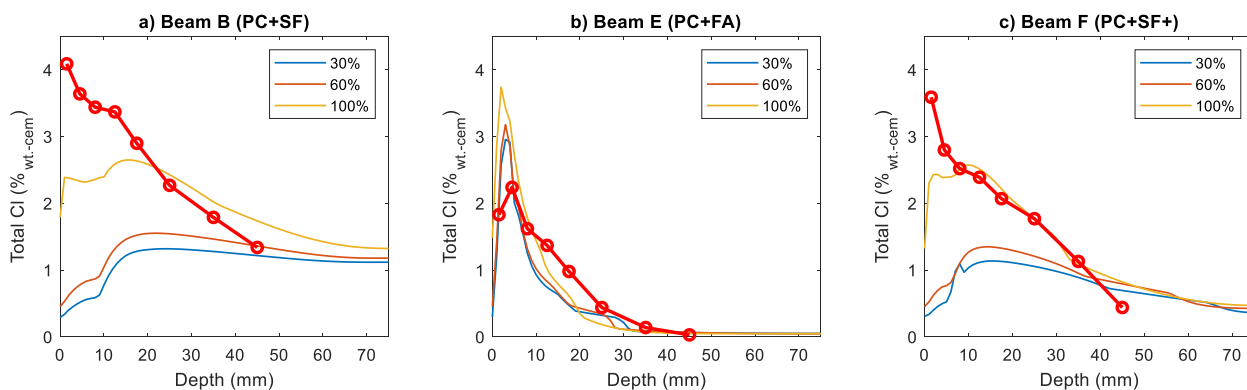 a) Beam B (PC+SF)
4
3
2
1
0
Total Cl (%wt.-cem)
0 10 20 30 40 50 60 70
Depth (mm)
30%
60%
100%
b) Beam E (PC+FA)
4
3
2
1
0
Total Cl (%wt.-cem)
0 10 20 30 40 50 60 70
Depth (mm)
30%
60%
100%
c) Beam F (PC+SF+)
4
3
2
1
0
Total Cl (%wt.-cem)
0 10 20 30 40 50 60 70
Depth (mm)
30%
60%
100%